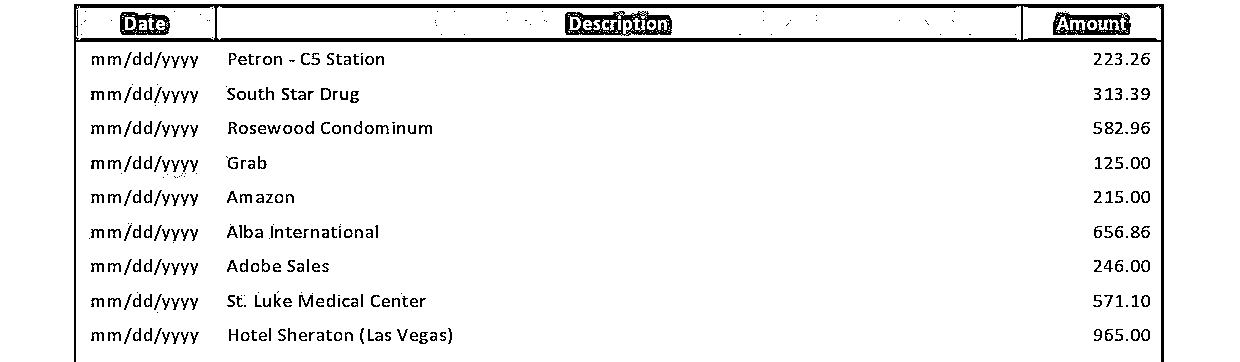 Date Description Amount
mm/dd/yyyy Petron - C5 Station 223.26
mm/dd/yyyy South Star Drug 313.39
mm/dd/yyyy Rosewood Condominum 582.96
mm/dd/yyyy Grab 125.00
mm/dd/yyyy Amazon 215.00
mm/dd/yyyy Alba International 656.86
mm/dd/yyyy Adobe Sales 246.00
mm/dd/yyyy St. Luke Medical Center 571.10
mm/dd/yyyy Hotel Sheraton (Las Vegas) 965.00